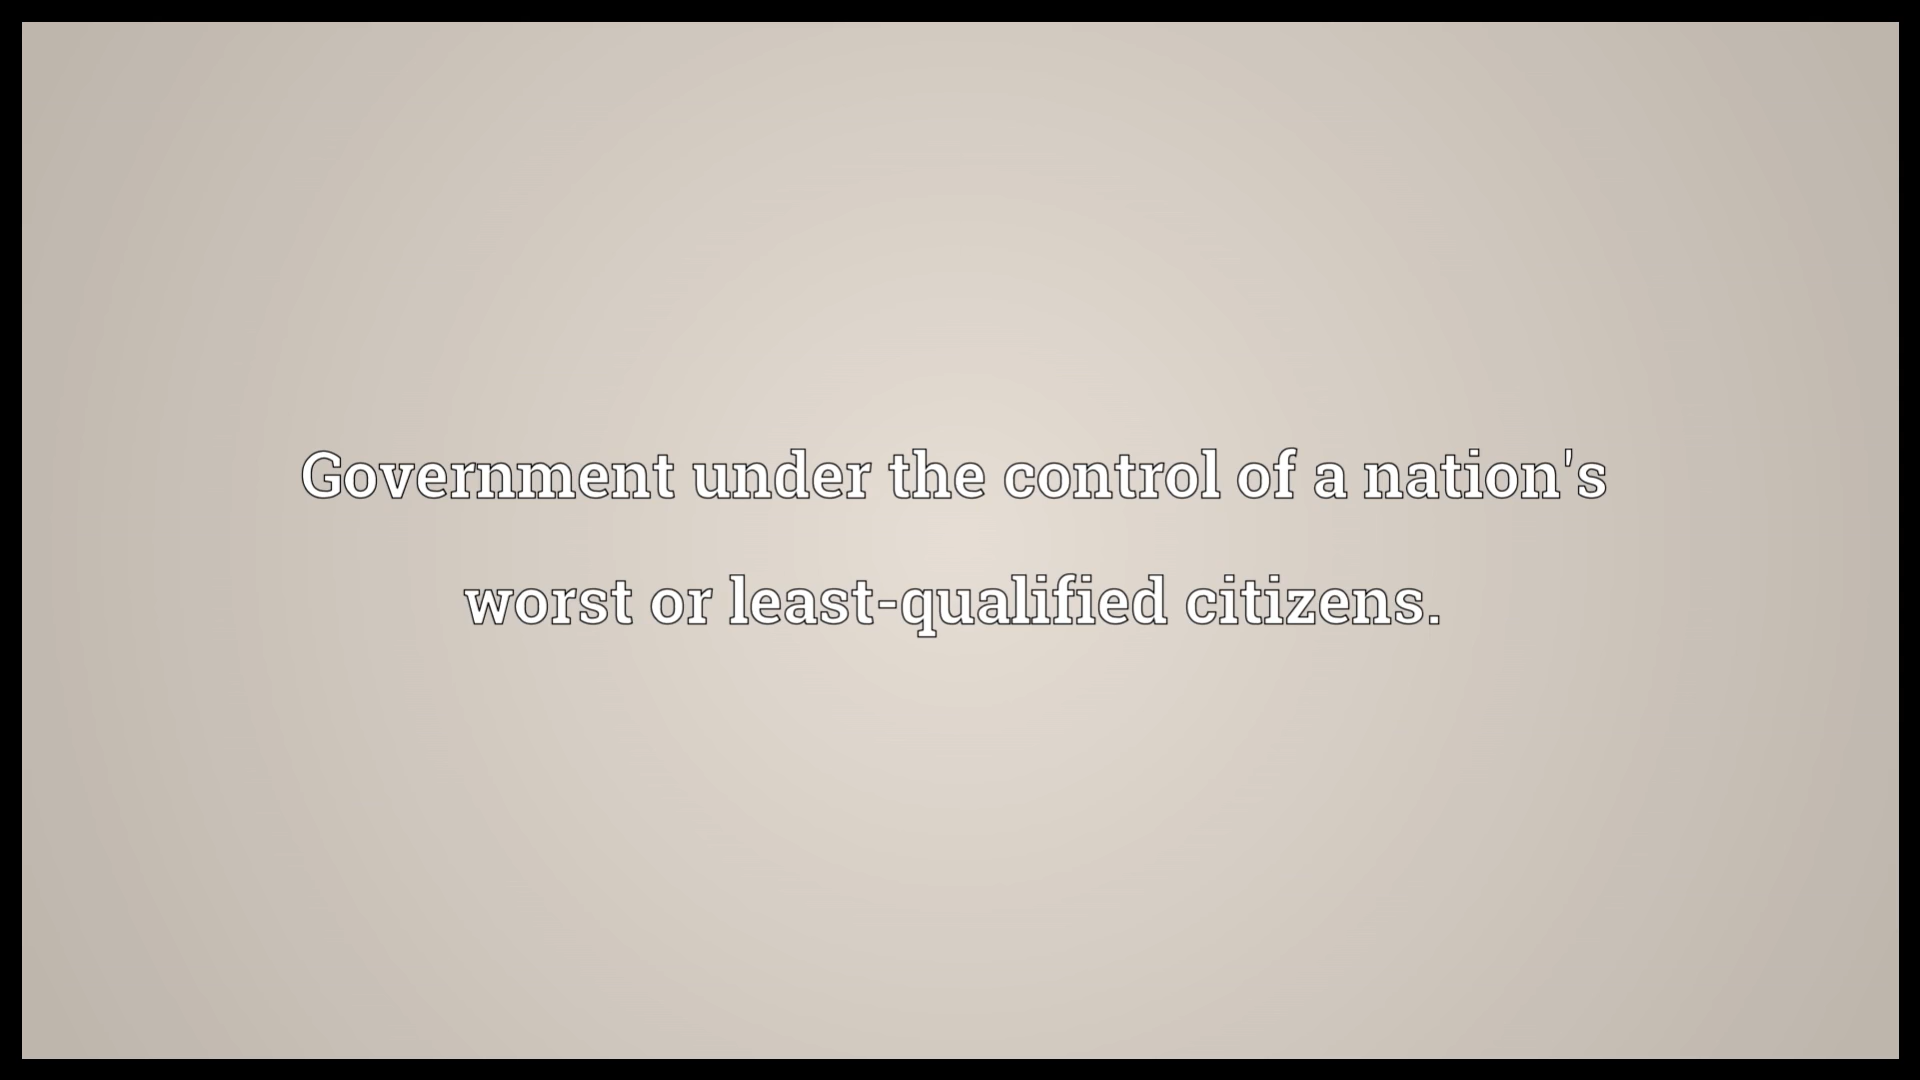 Government under the control of a nation's
worst or least-qualified citizens.